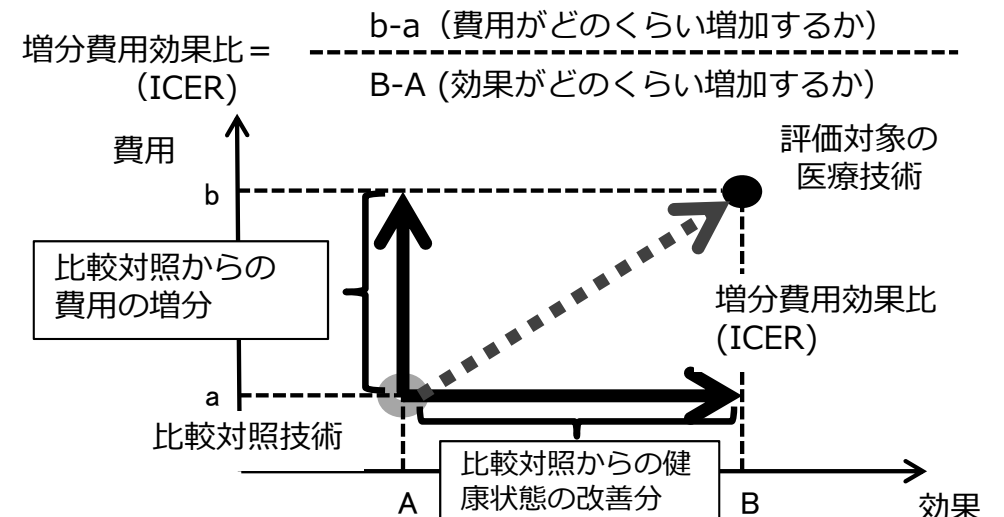 b-a（費用がどのくらい増加するか）
増分費用効果比＝
（ICER)
B-A (効果がどのくらい増加するか）
費用
評価対象の
医療技術
b
比較対照からの
費用の増分
増分費用効果比
(ICER)
a
比較対照技術
比較対照からの健
康状態の改善分
A
B
効果